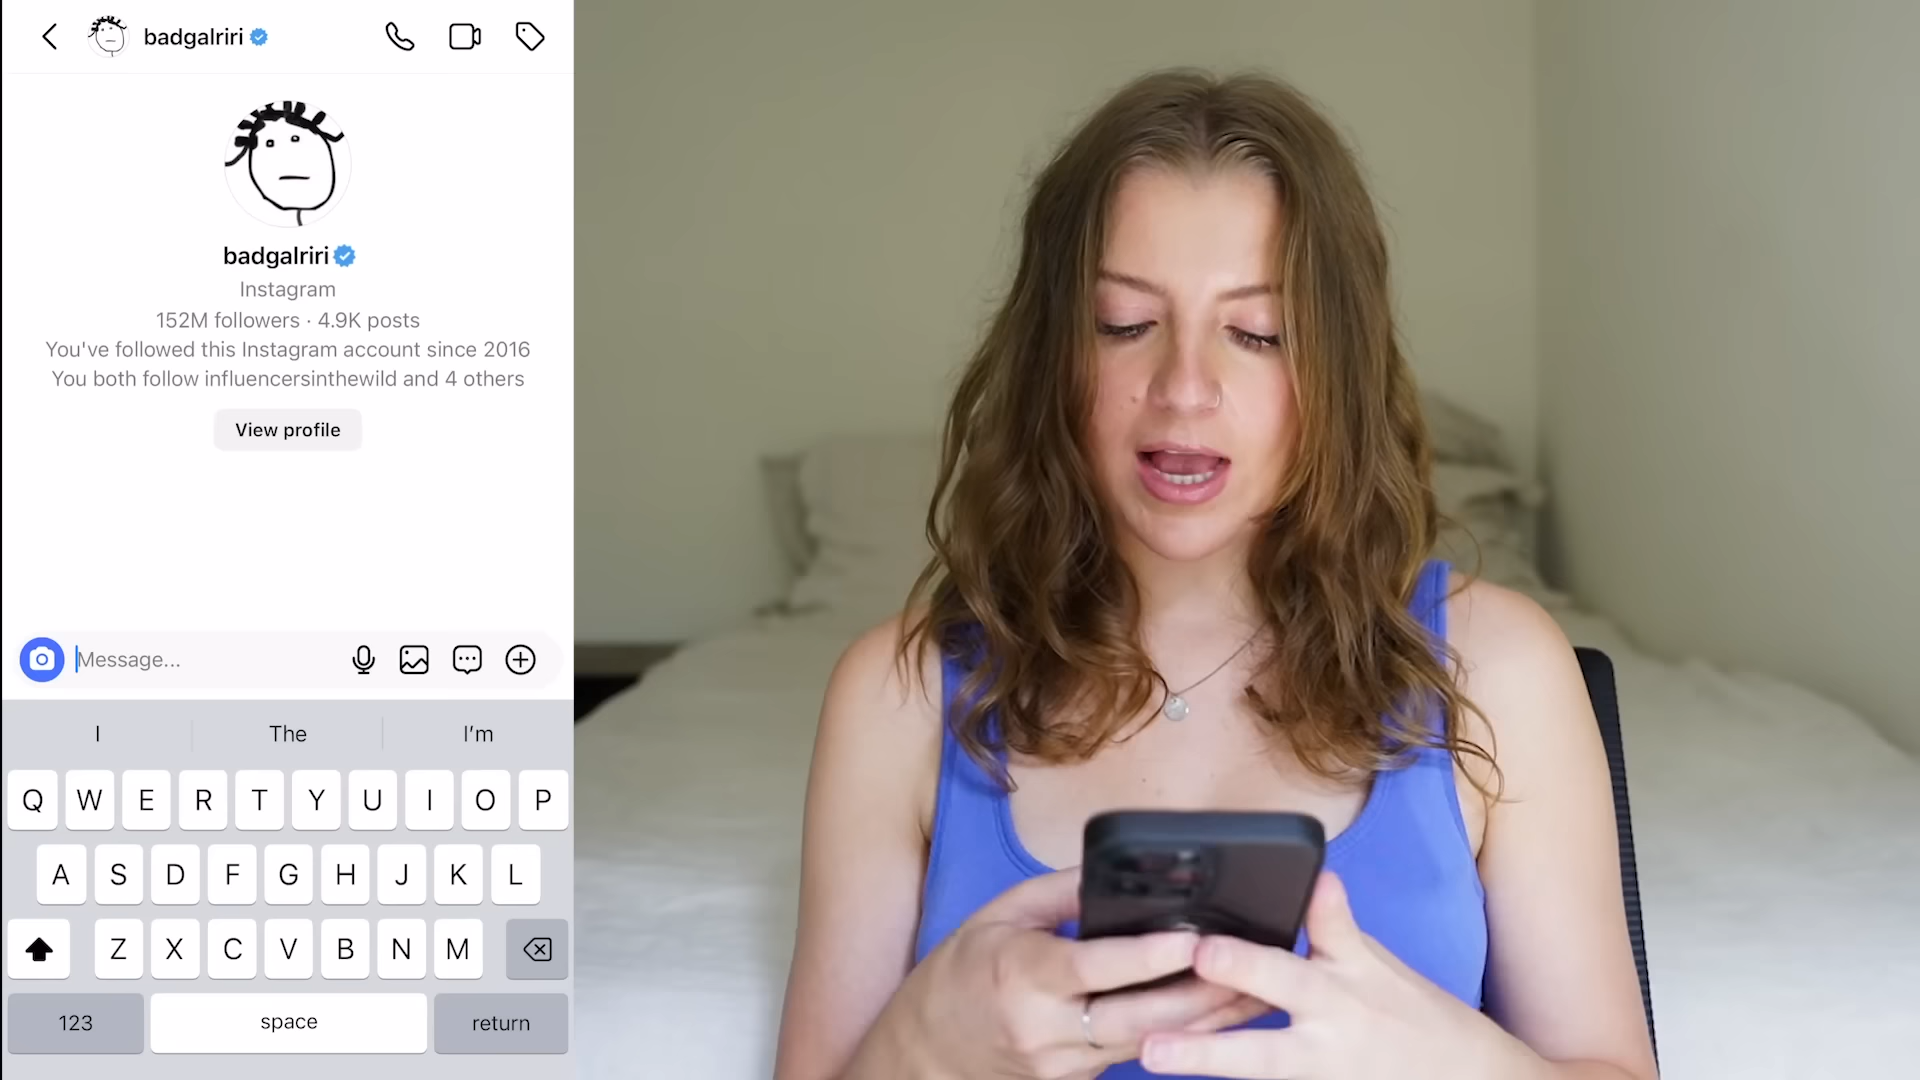 badgalriri
badgalriri
Instagram
152M followers · 4.9K posts
You've followed this Instagram account since 2016
You both follow influencersinthewild and 4 others
View profile
Message...
I The I'm
Q W E R T Y U I O P
A S D F G H J K L
Z X C V B N M
123 space return